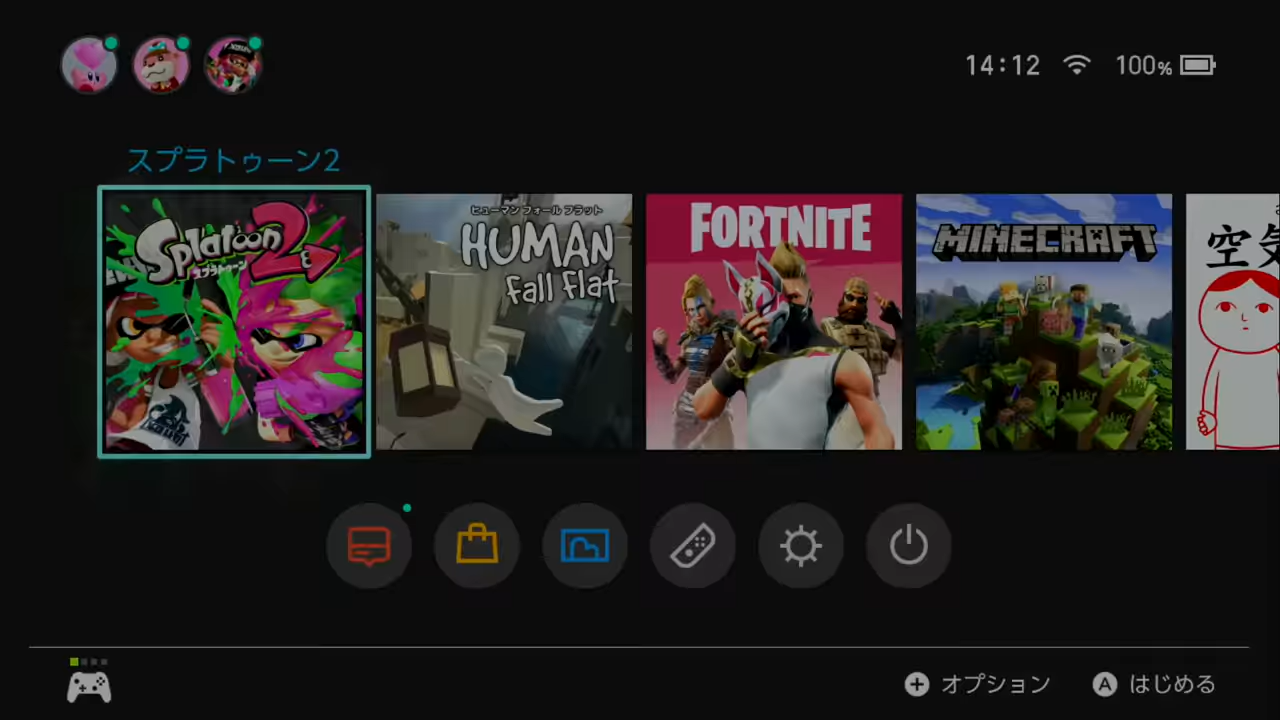 14:12 100%
スプラトゥーン2
Splatoon 2
スプラトゥーン
ヒューマン フォール フラット
HUMAN
fall flat
FORTNITE
MINECRAFT
空気
オプション
はじめる